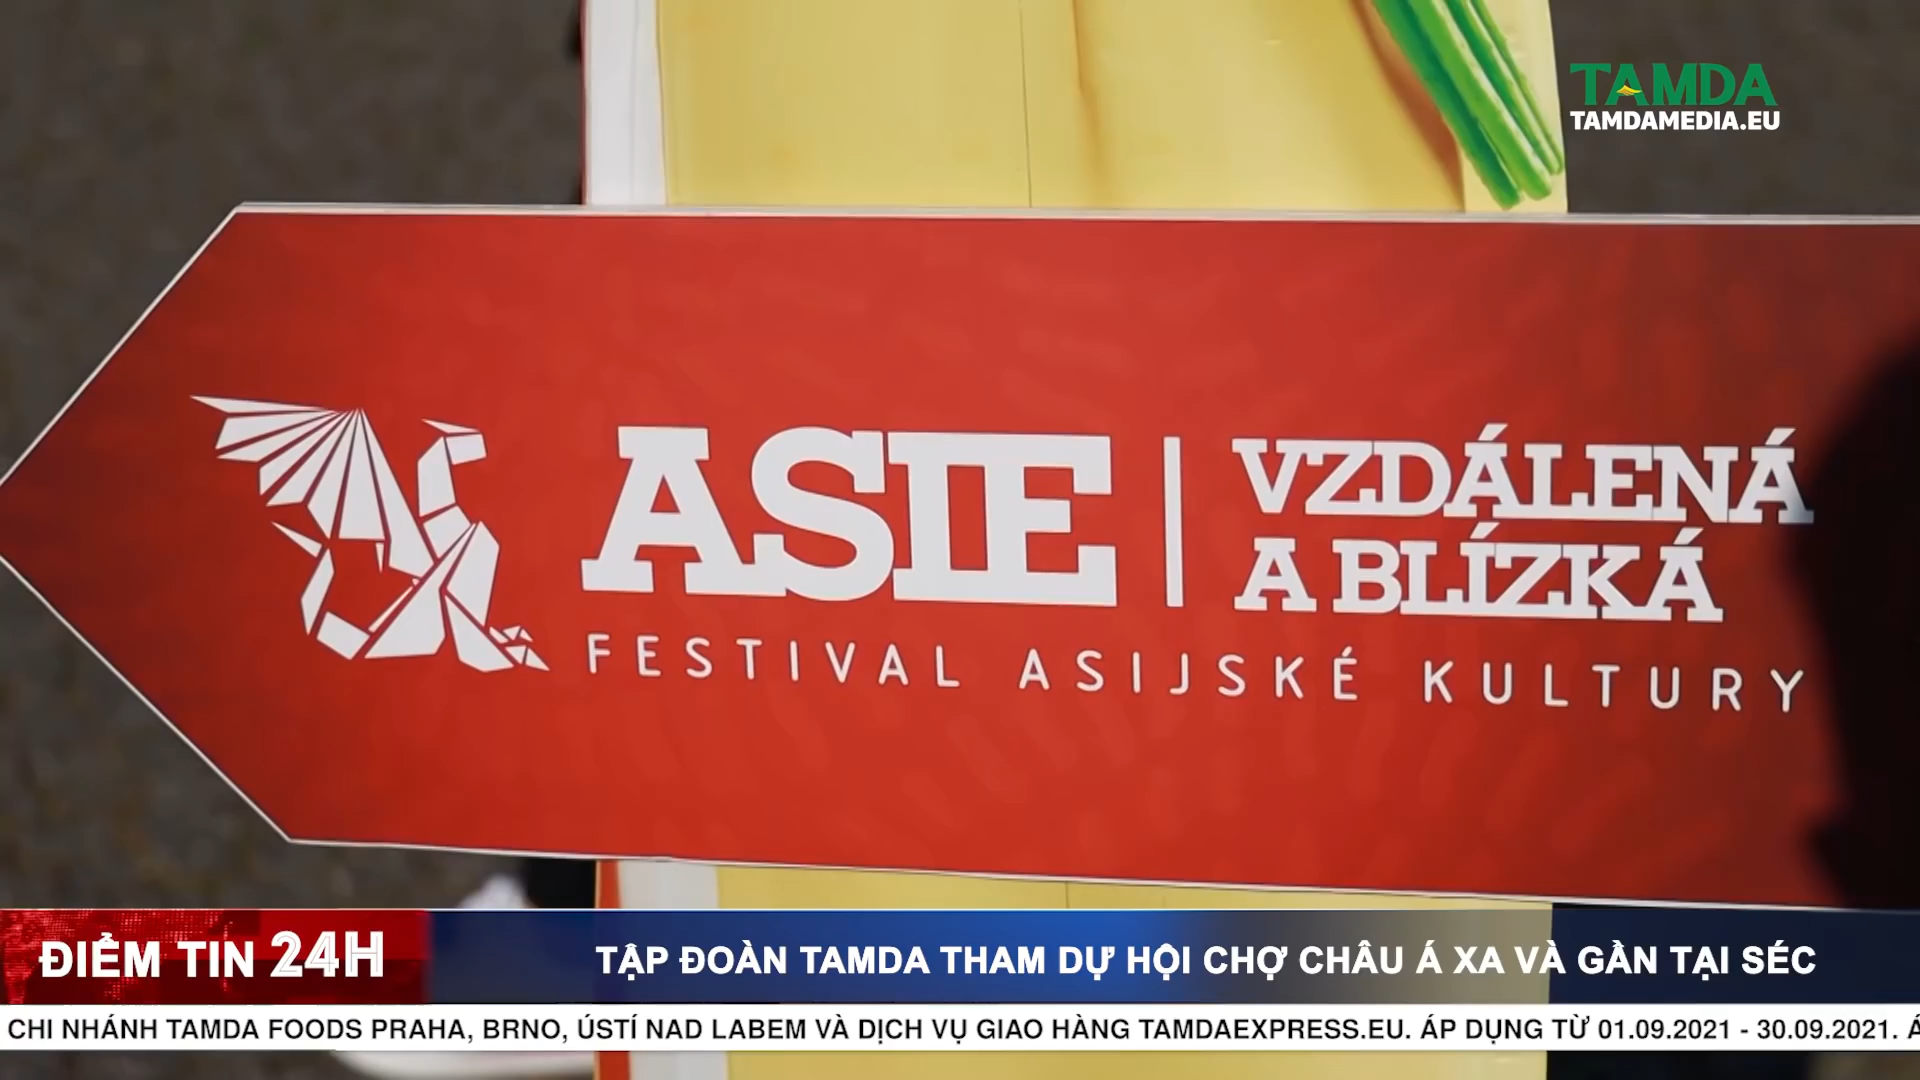 TAMDA
TAMDAMEDIA.EU
ASIE
VZDÁLENÁ
A BLÍZKÁ
FESTIVAL ASIJSKÉ KULTURY
ĐIỂM TIN 24H
TẬP ĐOÀN TAMDA THAM DỰ HỘI CHỢ CHÂU Á XA VÀ GẦN TẠI SÉC
CHI NHÁNH TAMDA FOODS PRAHA, BRNO, ÚSTÍ NAD LABEM VÀ DỊCH VỤ GIAO HÀNG TAMDAEXPRESS.EU. ÁP DỤNG TỪ 01.09.2021 - 30.09.2021. Á